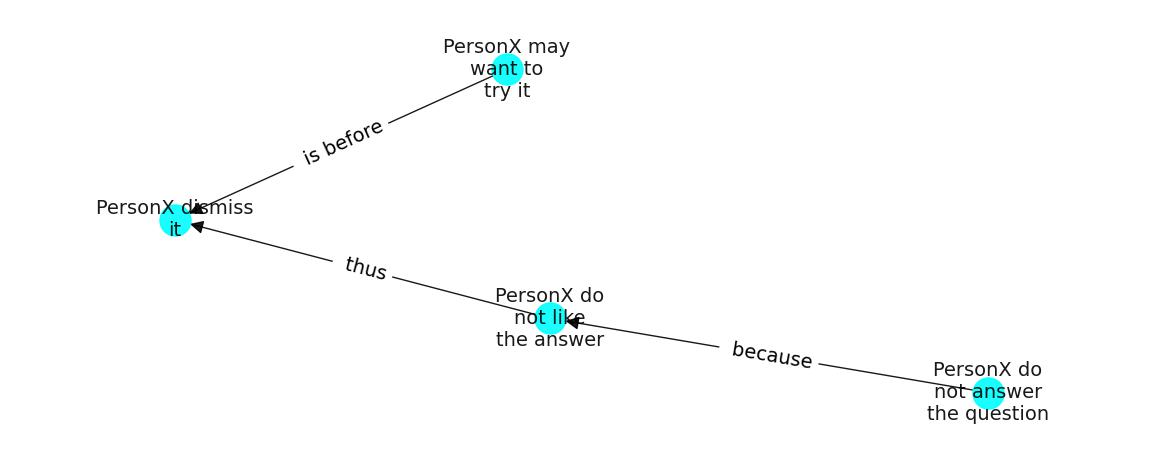 PersonX may
want to
try it
is before
PersonX dismiss
it
thus
PersonX do
not like
the answer
because
PersonX do
not answer
the question